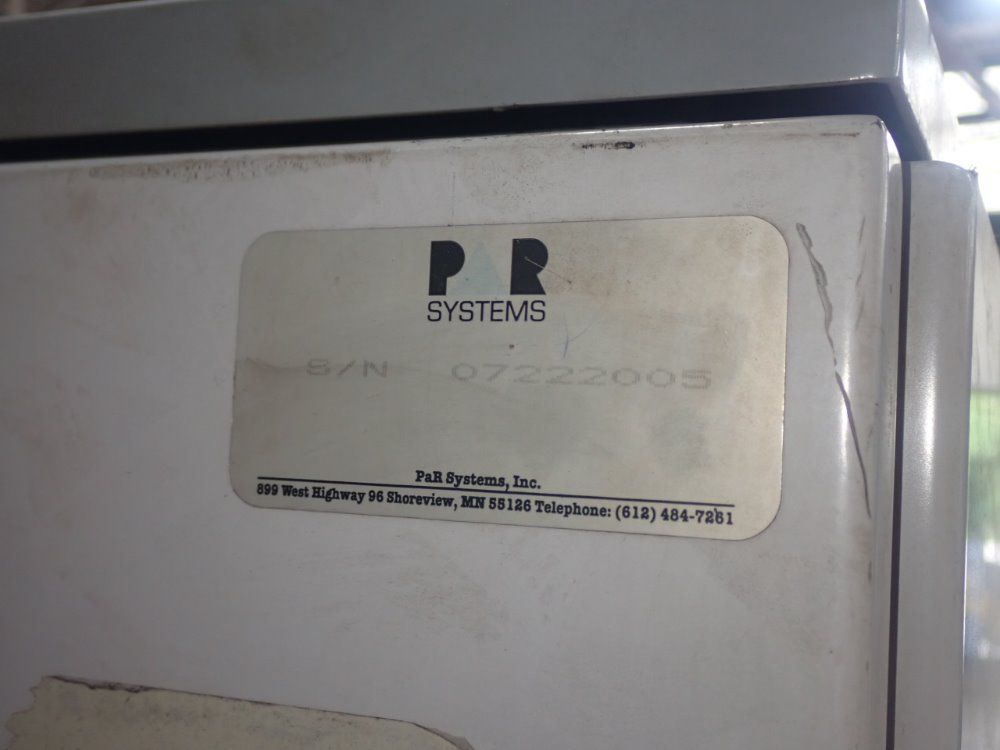 PAR
SYSTEMS
S/N 07222005
PaR Systems, Inc.
899 West Highway 96 Shoreview, MN 55126 Telephone: (612) 484-7261